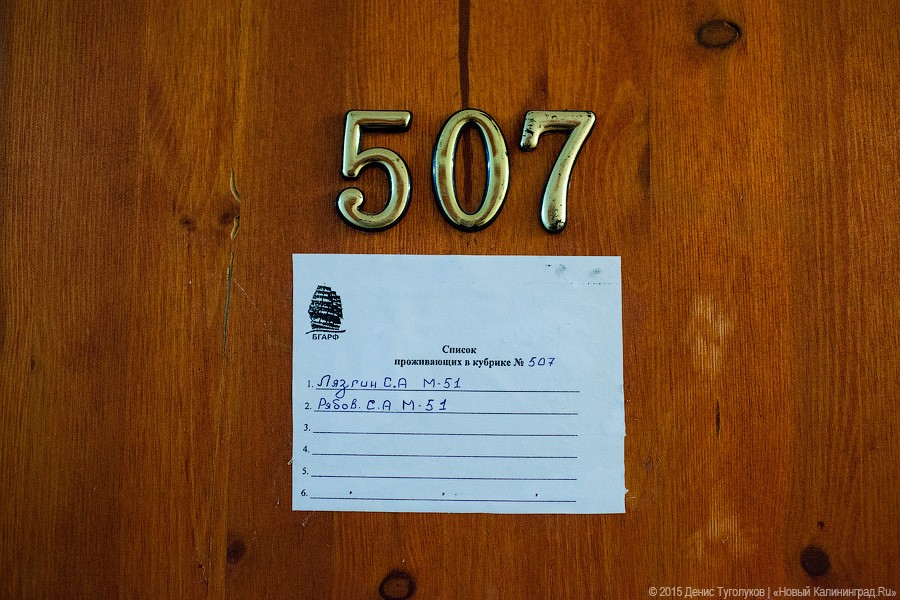 507
БГАРФ
Список
проживающих в кубрике № 507
1. Лязгин С.А М-51
2. Рябов. С.А М-51
3.
4.
5.
6.
© 2015 Денис Туголуков | «Новый Калининград.Ru»